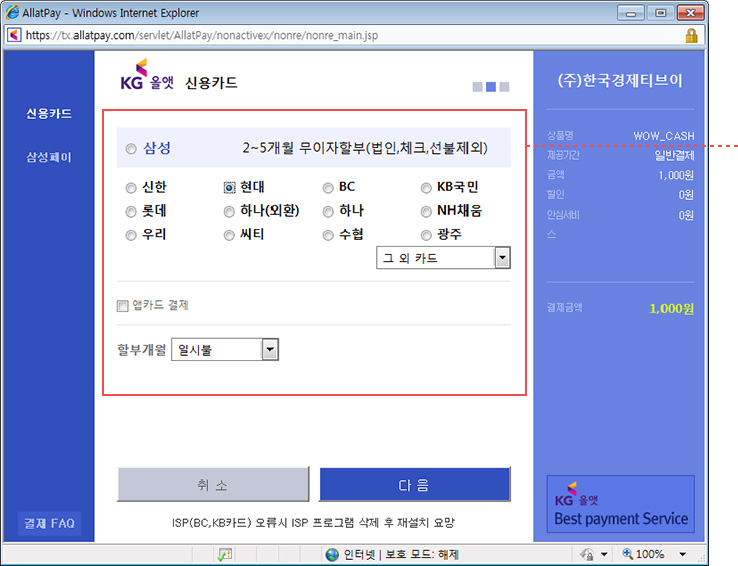 AllatPay - Windows Internet Explorer
https://tx.allatpay.com/servlet/AllatPay/nonactivex/nonre/nonre_main.jsp
신용카드
삼성페이
결제 FAQ
KG 올앳 신용카드
삼성 2~5개월 무이자할부(법인,체크,선불제외)
신한 현대 BC KB국민
롯데 하나(외환) 하나 NH채움
우리 씨티 수협 광주
그 외 카드
앱카드 결제
할부개월 일시불
취 소 다 음
ISP(BC,KB카드) 오류시 ISP 프로그램 삭제 후 재설치 요망
(주)한국경제티브이
상품명 WOW_CASH
제공기간 일반결제
금액 1,000원
할인 0원
안심서비 0원
스
결제금액 1,000원
KG 올앳
Best payment Service
인터넷 | 보호 모드: 해제
100%